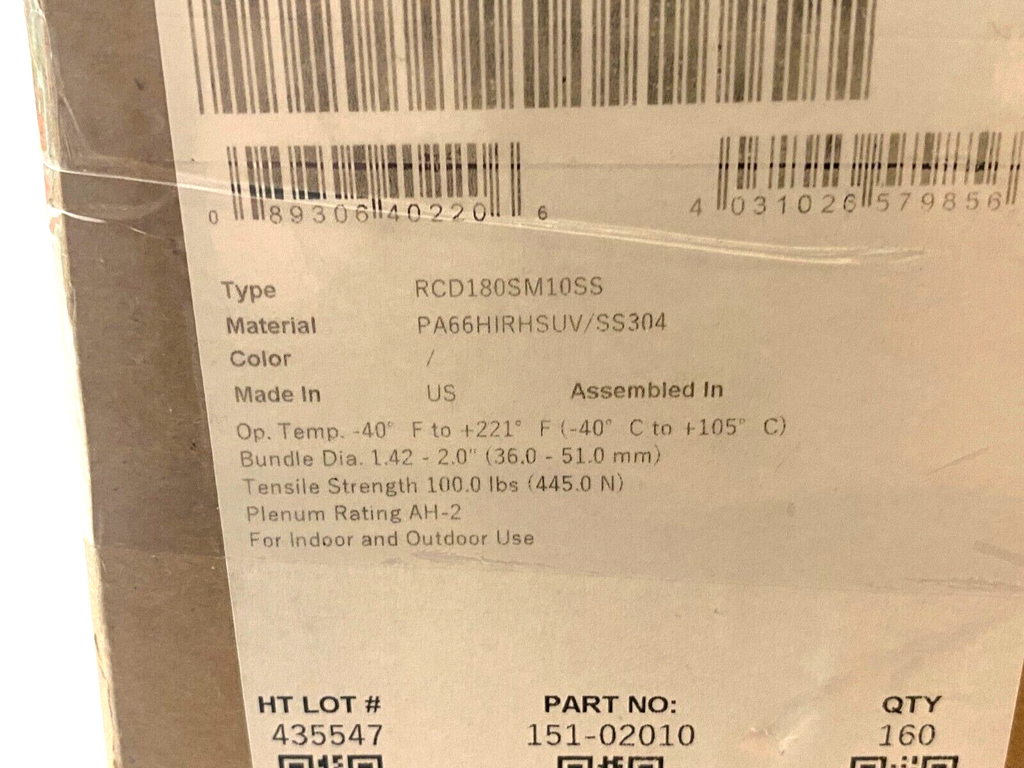 0 89306 40220 6
4 031026 579856
Type RCD180SM10SS
Material PA66HIRHSUV/SS304
Color /
Made In US Assembled In
Op. Temp. -40° F to +221° F (-40° C to +105° C)
Bundle Dia. 1.42 - 2.0" (36.0 - 51.0 mm)
Tensile Strength 100.0 lbs (445.0 N)
Plenum Rating AH-2
For Indoor and Outdoor Use
HT LOT # PART NO: QTY
435547 151-02010 160